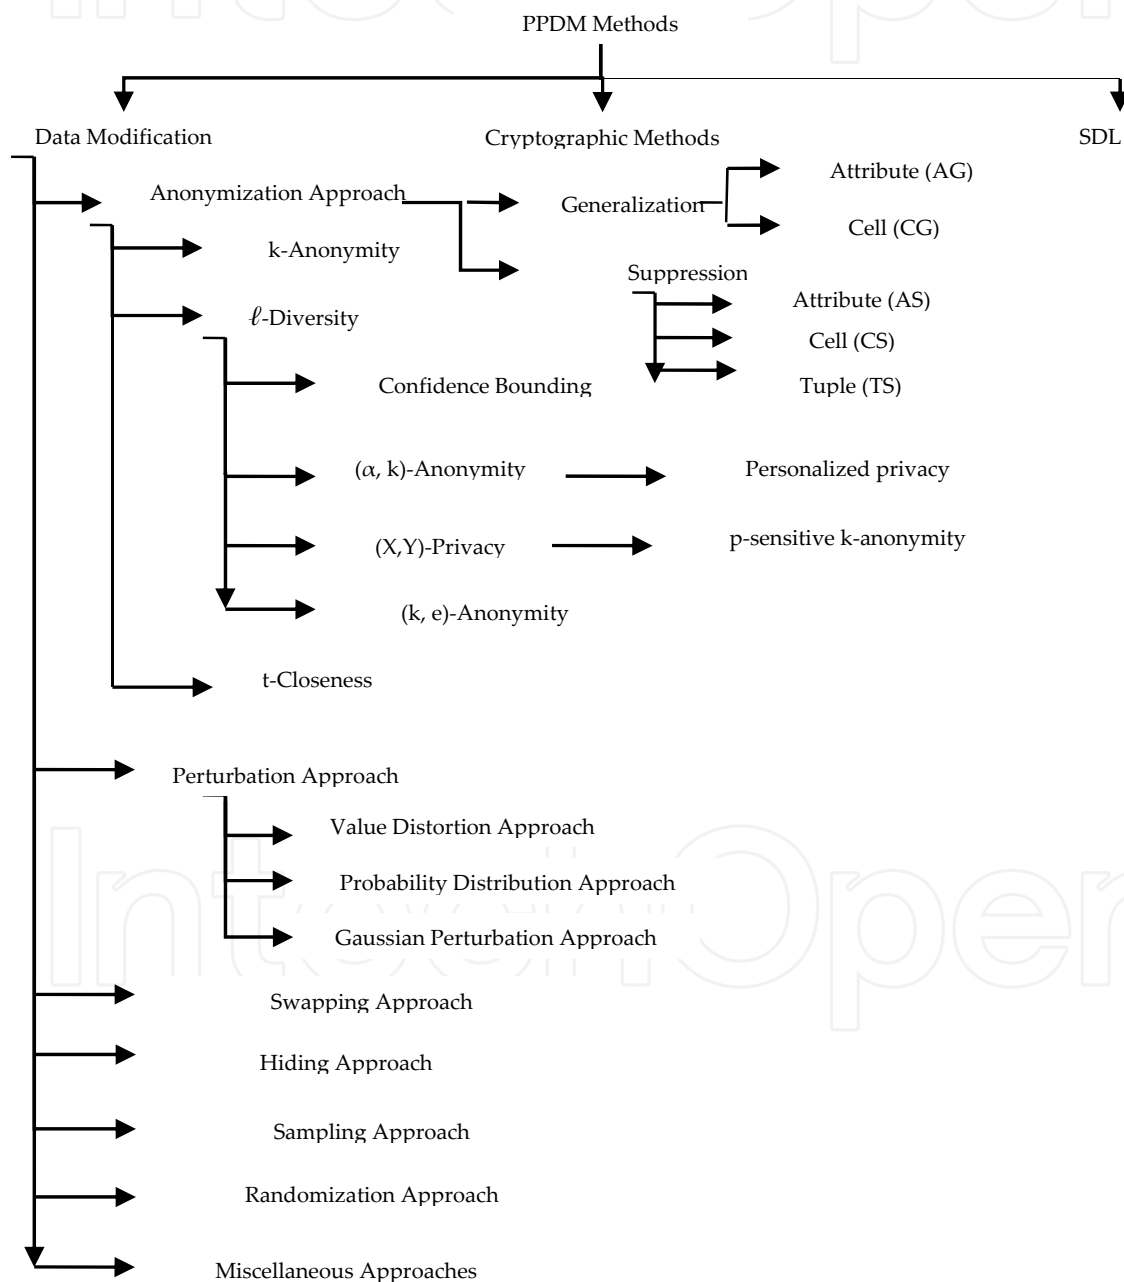 PPDM Methods
Data Modification
Cryptographic Methods
SDL
Anonymization Approach
Generalization
Attribute (AG)
Cell (CG)
k-Anonymity
Suppression
Attribute (AS)
ℓ-Diversity
Cell (CS)
Confidence Bounding
Tuple (TS)
(α, k)-Anonymity
Personalized privacy
(X,Y)-Privacy
p-sensitive k-anonymity
(k, e)-Anonymity
t-Closeness
Perturbation Approach
Value Distortion Approach
Probability Distribution Approach
Gaussian Perturbation Approach
Swapping Approach
Hiding Approach
Sampling Approach
Randomization Approach
Miscellaneous Approaches